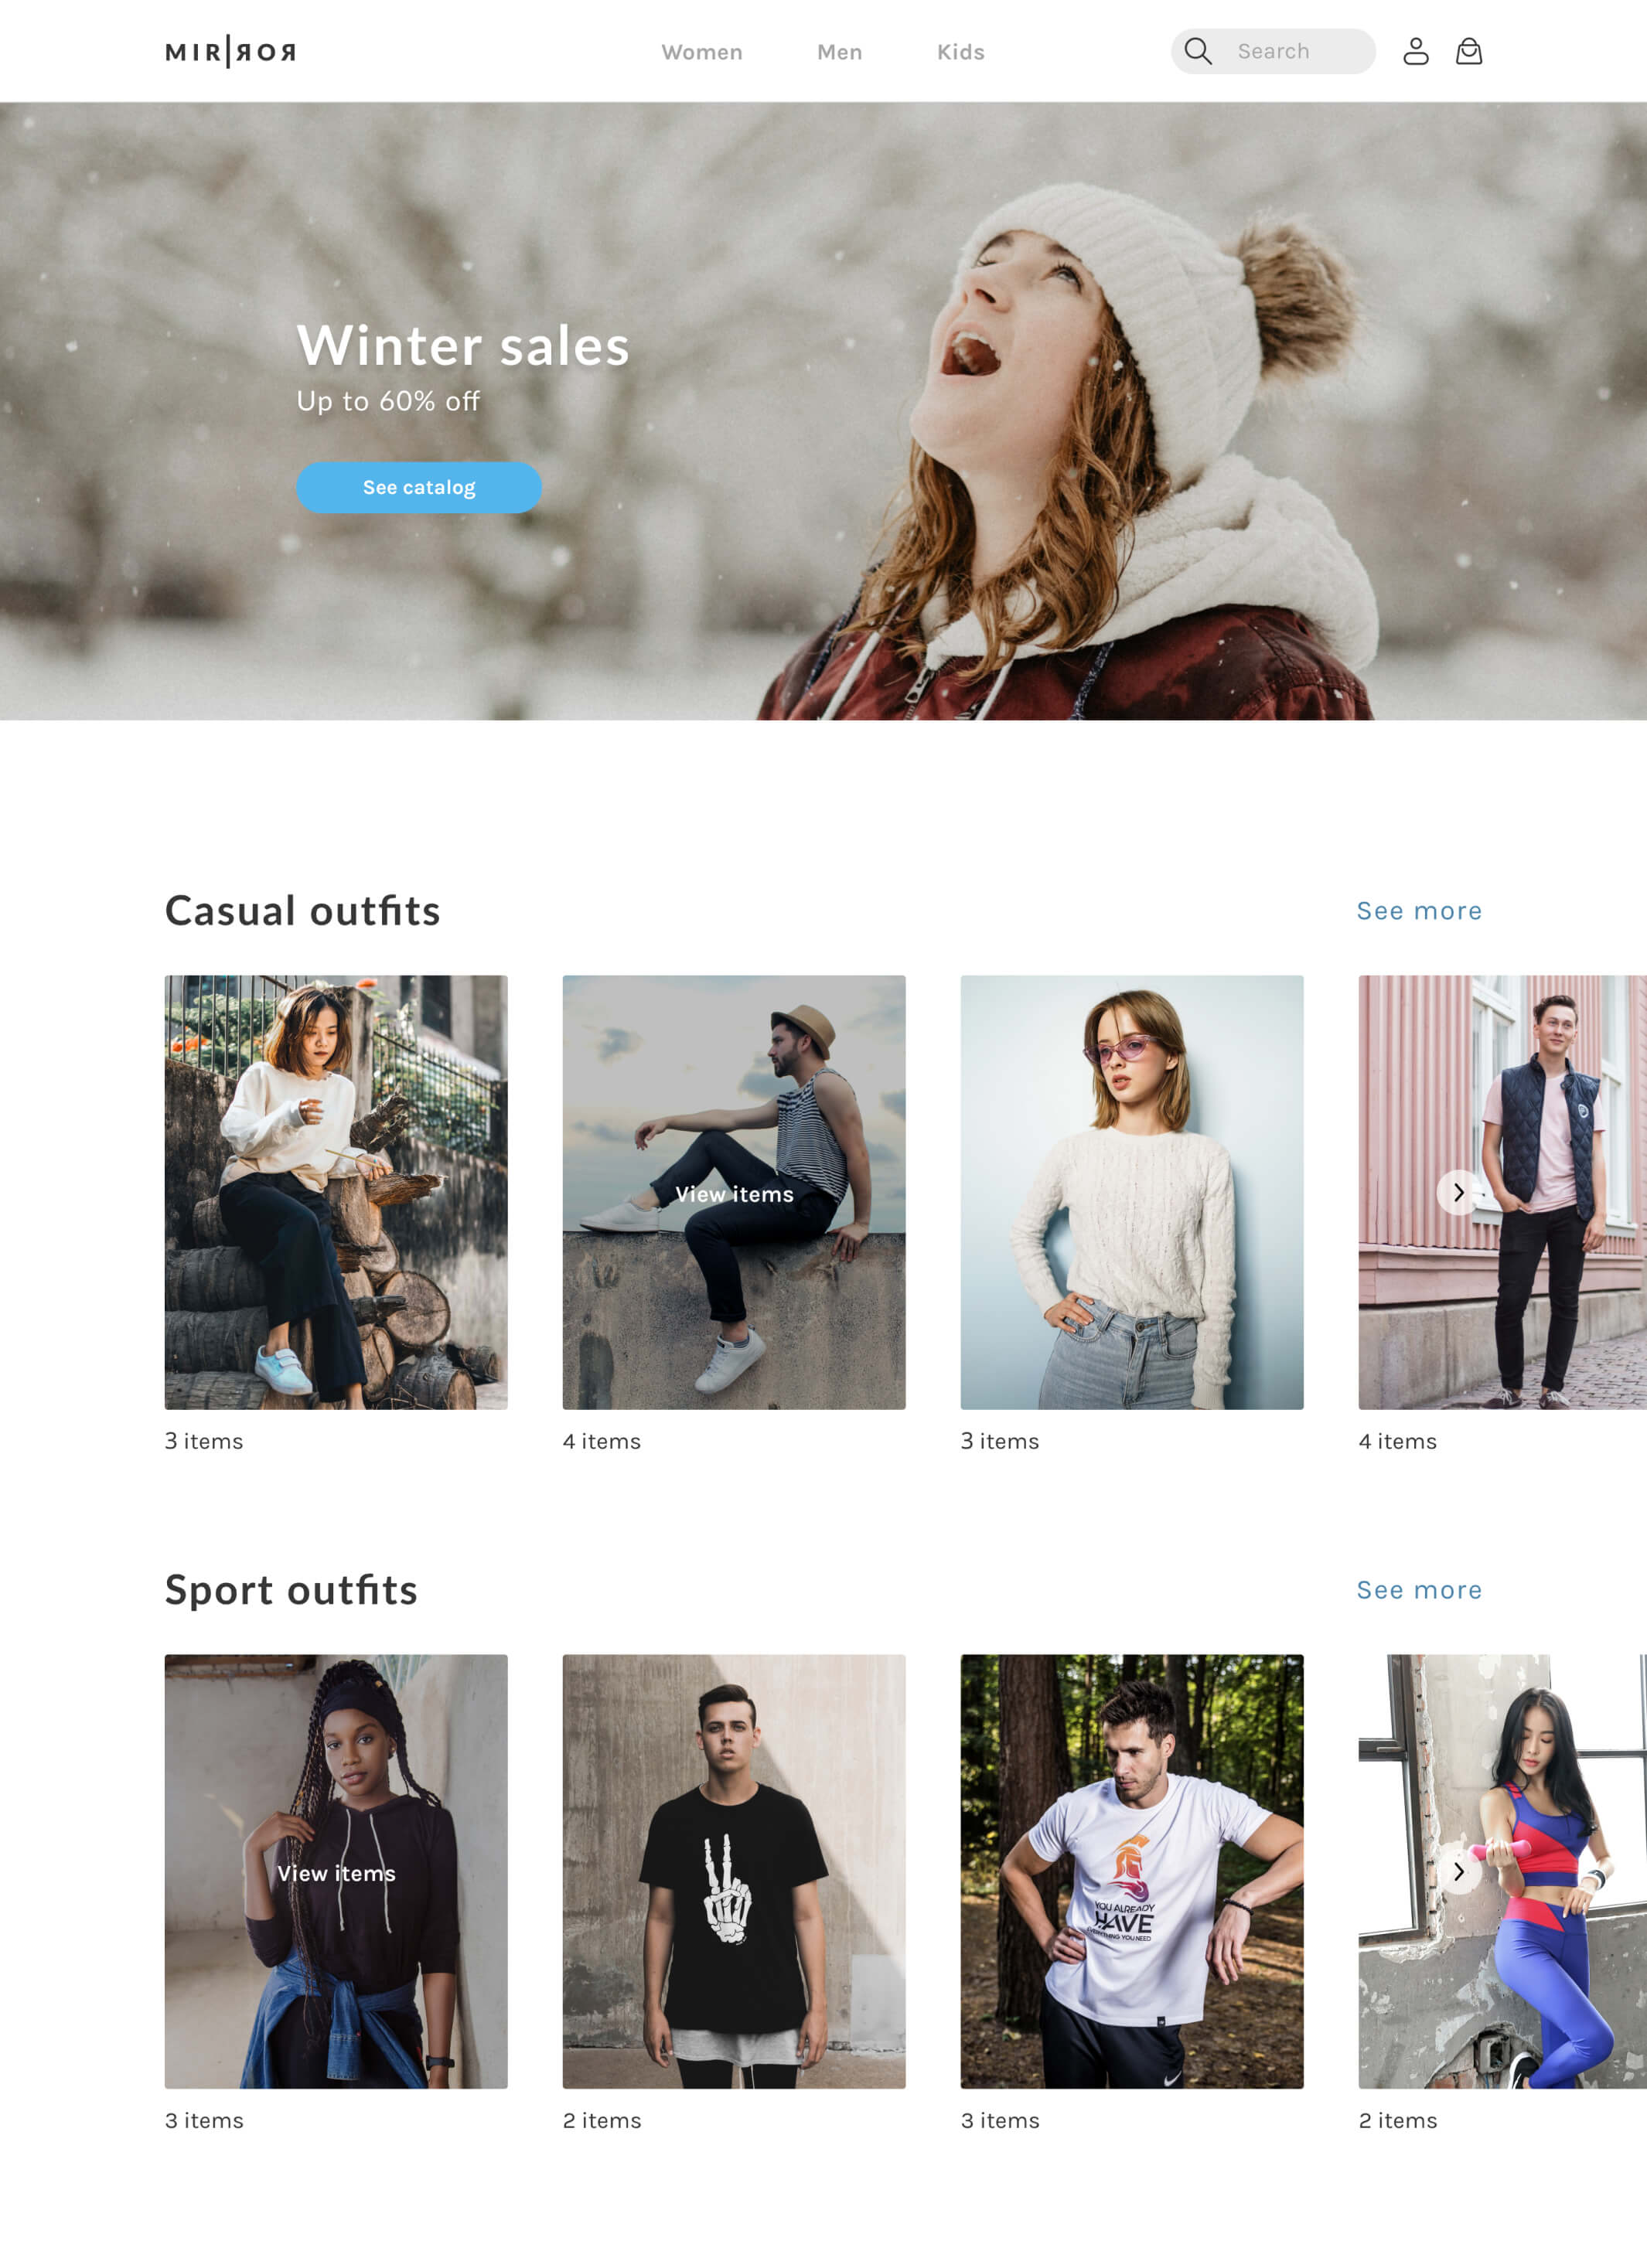 MIR|ЯOЯ
Women Men Kids Search
Winter sales
Up to 60% off
See catalog
Casual outfits See more
View items
3 items 4 items 3 items 4 items
Sport outfits See more
View items
YOU ALREADY
HAVE
EVERYTHING YOU NEED
3 items 2 items 3 items 2 items